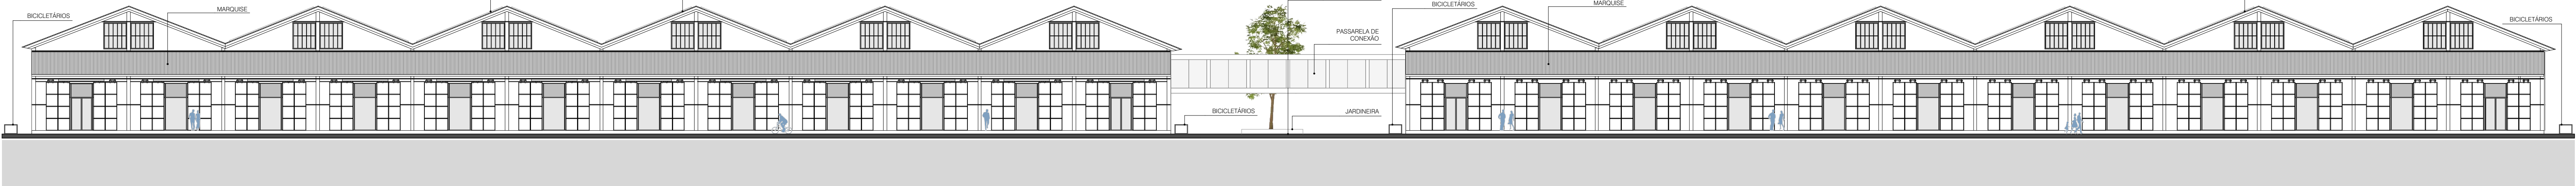 BICICLETÁRIOS
MARQUISE
PASSARELA DE
CONEXÃO
BICICLETÁRIOS
JARDINEIRA
BICICLETÁRIOS
MARQUISE
BICICLETÁRIOS